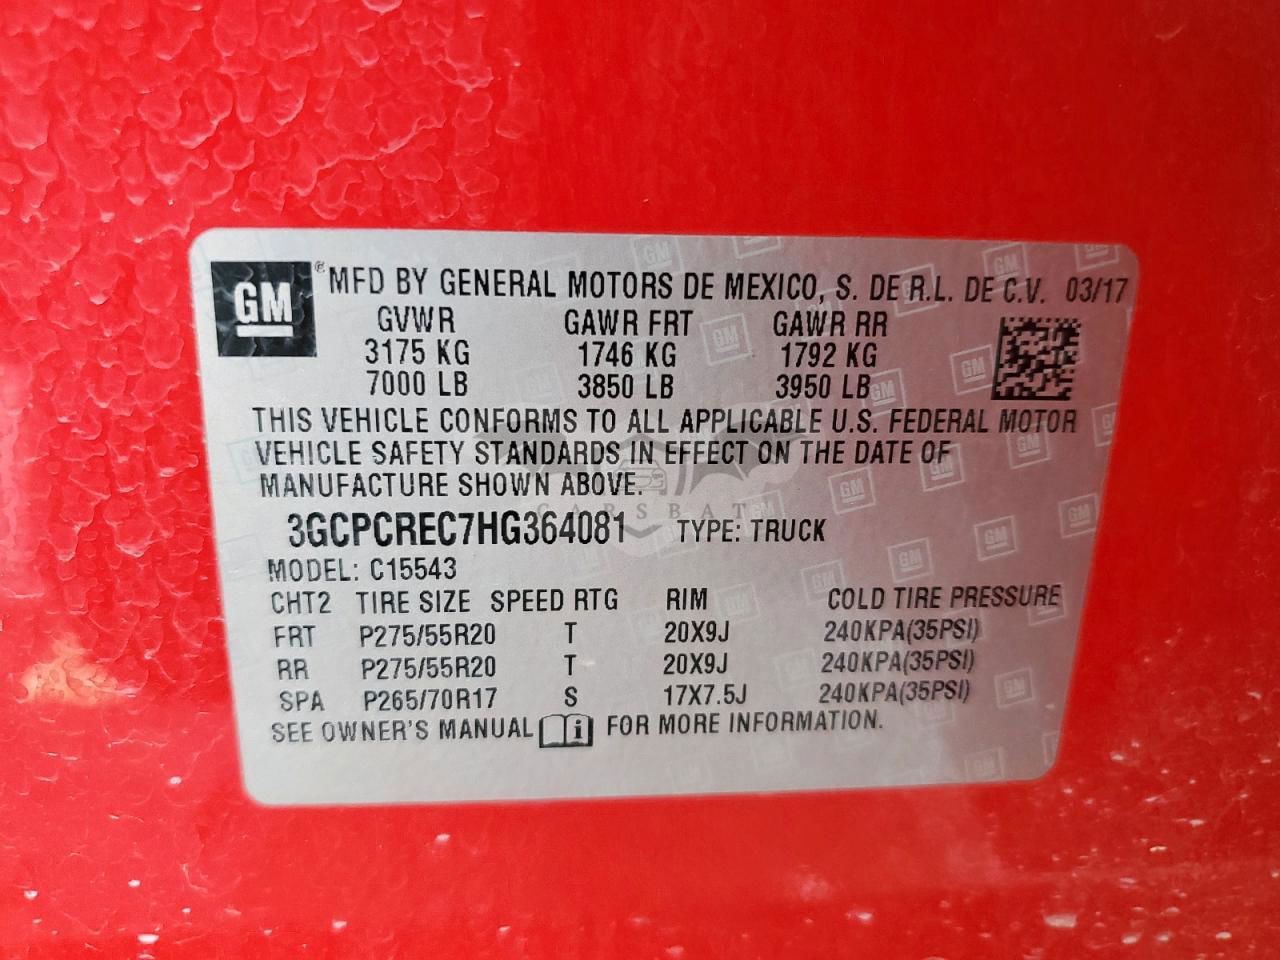 GM ® MFD BY GENERAL MOTORS DE MEXICO, S. DE R.L. DE C.V. 03/17
GVWR GAWR FRT GAWR RR
3175 KG 1746 KG 1792 KG
7000 LB 3850 LB 3950 LB
THIS VEHICLE CONFORMS TO ALL APPLICABLE U.S. FEDERAL MOTOR
VEHICLE SAFETY STANDARDS IN EFFECT ON THE DATE OF
MANUFACTURE SHOWN ABOVE.
CARSBAT
3GCPCREC7HG364081 TYPE: TRUCK
MODEL: C15543
CHT2 TIRE SIZE SPEED RTG RIM COLD TIRE PRESSURE
FRT P275/55R20 T 20X9J 240KPA(35PSI)
RR P275/55R20 T 20X9J 240KPA(35PSI)
SPA P265/70R17 S 17X7.5J 240KPA(35PSI)
SEE OWNER'S MANUAL i FOR MORE INFORMATION.